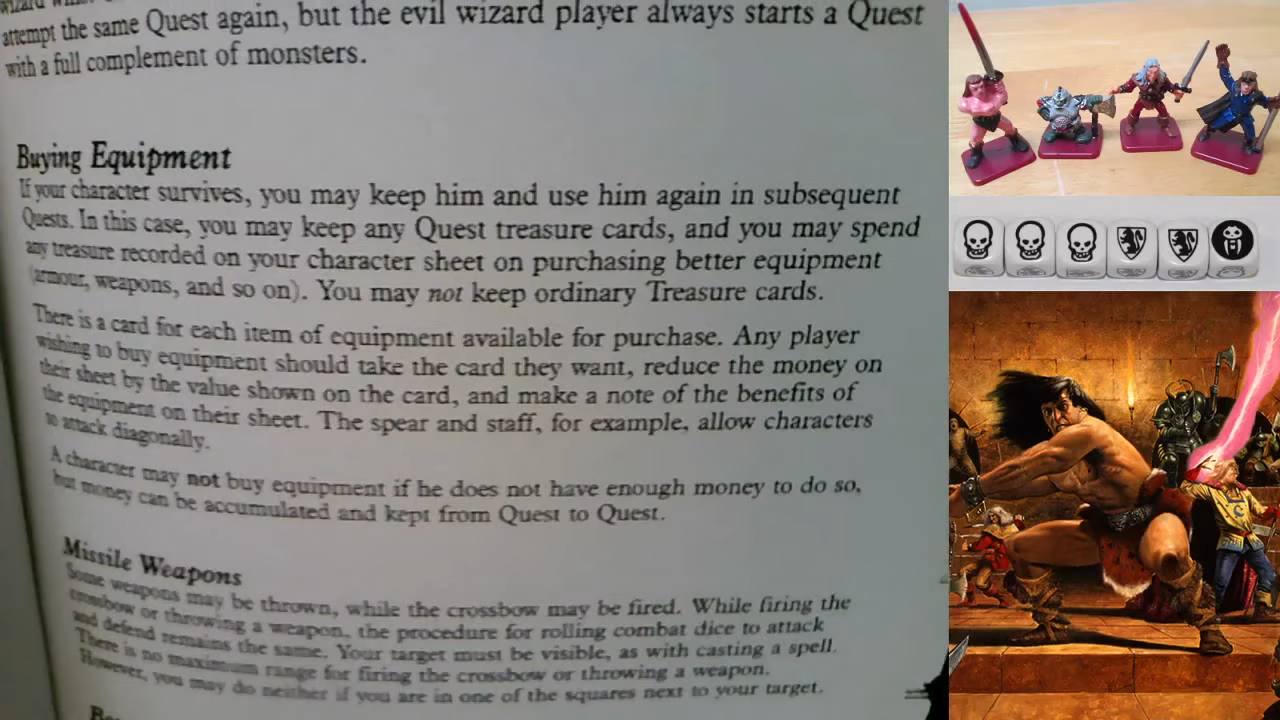 wizard
attempt the same Quest again, but the evil wizard player always starts a Quest
with a full complement of monsters.
Buying Equipment
If your character survives, you may keep him and use him again in subsequent
Quests. In this case, you may keep any Quest treasure cards, and you may spend
any treasure recorded on your character sheet on purchasing better equipment
(armour, weapons, and so on). You may not keep ordinary Treasure cards.
There is a card for each item of equipment available for purchase. Any player
wishing to buy equipment should take the card they want, reduce the money on
their sheet by the value shown on the card, and make a note of the benefits of
the equipment on their sheet. The spear and staff, for example, allow characters
to attack diagonally.
A character may not buy equipment if he does not have enough money to do so,
but money can be accumulated and kept from Quest to Quest.
Missile Weapons
Some weapons may be thrown, while the crossbow may be fired. While firing the
crossbow or throwing a weapon, the procedure for rolling combat dice to attack
and defend remains the same. Your target must be visible, as with casting a spell.
There is no maximum range for firing the crossbow or throwing a weapon.
However, you may do neither if you are in one of the squares next to your target.